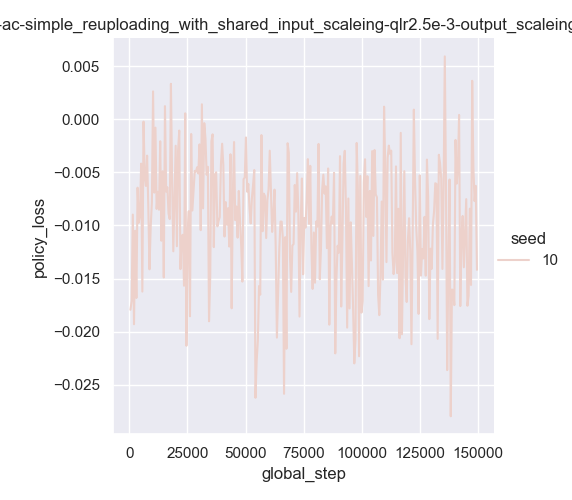 -ac-simple_reuploading_with_shared_input_scaleing-qlr2.5e-3-output_scaleing
0.005
0.000
−0.005
−0.010
−0.015
−0.020
−0.025
policy_loss
0 25000 50000 75000 100000 125000 150000
global_step
seed
10